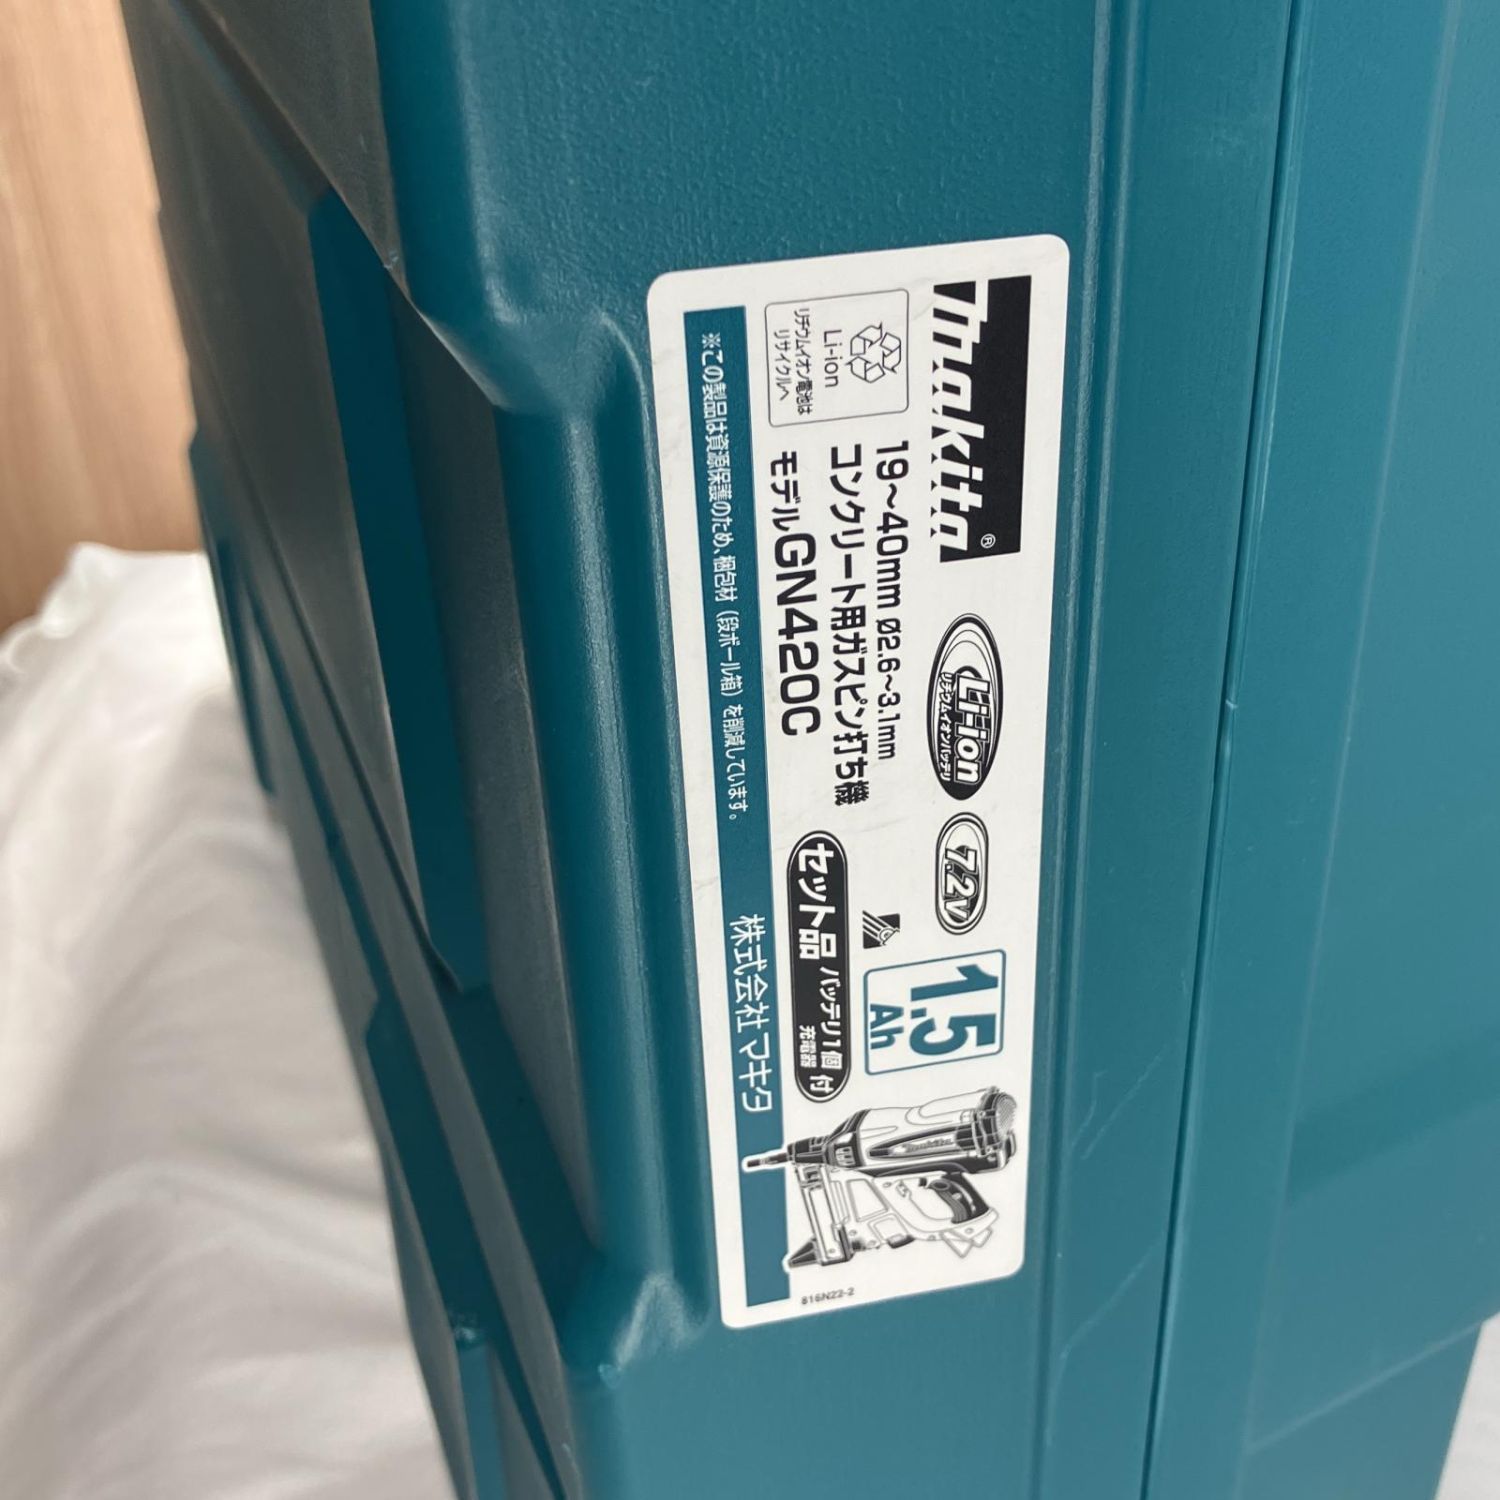 makita®
Li-ion
リチウムイオンバッテリ
7.2V
1.5
Ah
Li-ion
リチウムイオン電池は
リサイクルへ
19〜40mm Ø2.6〜3.1mm
コンクリート用ガスピン打ち機
モデルGN420C
セット品 バッテリ1個 付
充電器
※この製品は資源保護のため、梱包材（段ボール箱）を削減しています。
株式会社マキタ
makita
816N22-2